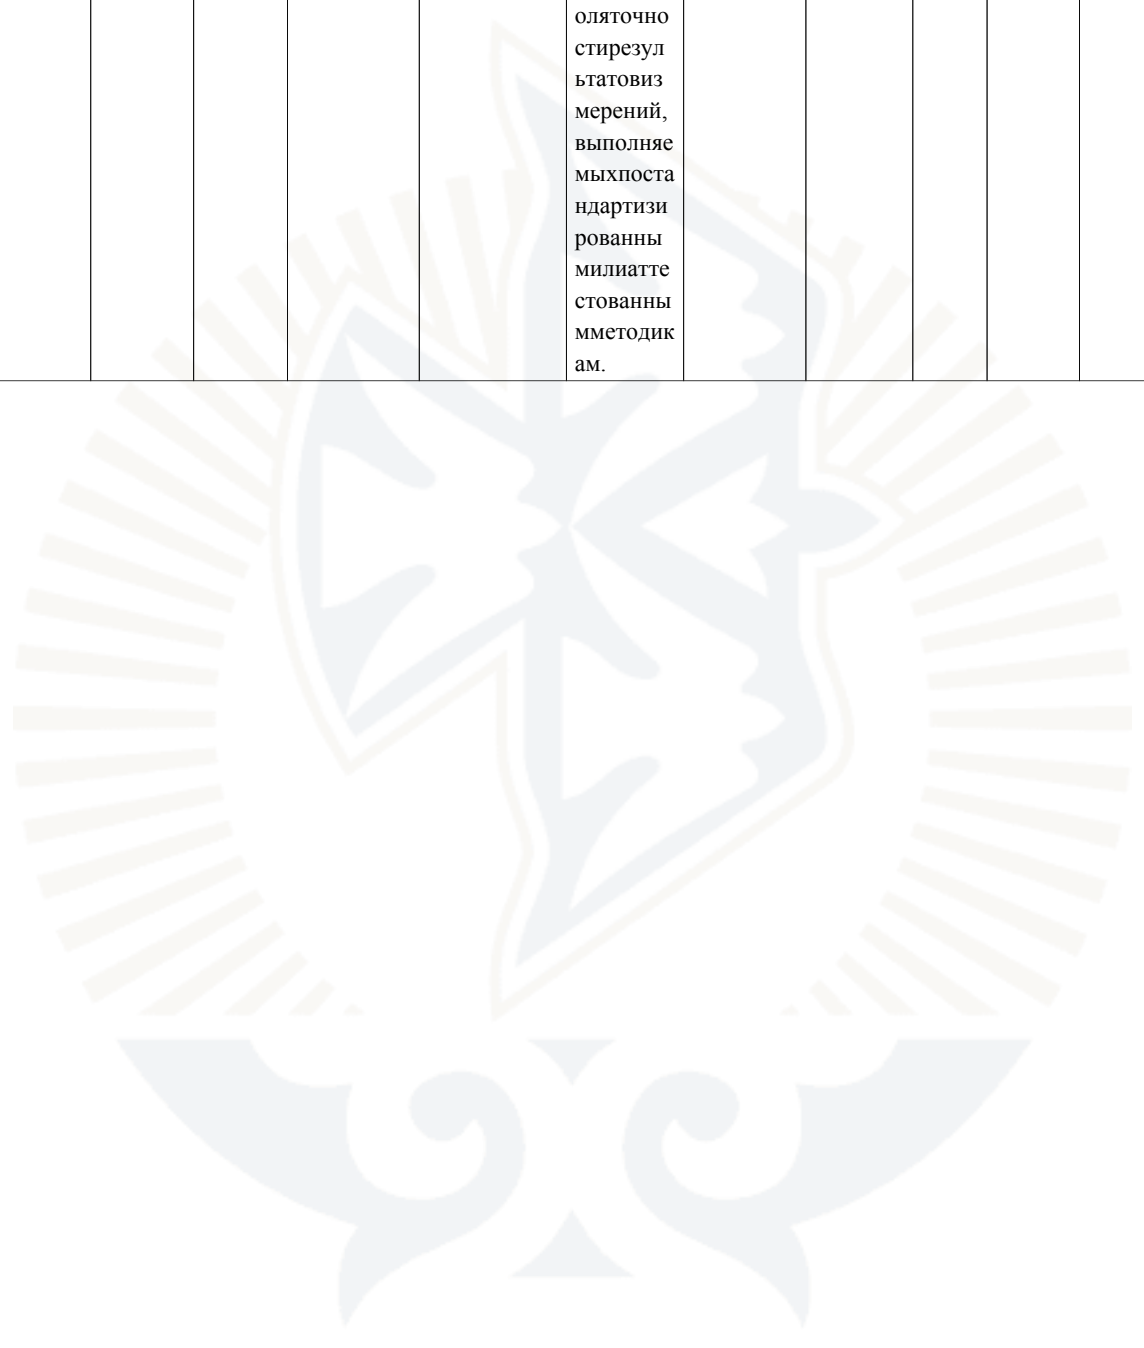 оляточно
стирезул
ьтатовиз
мерений,
выполняе
мыхпоста
ндартизи
рованны
милиатте
стованны
мметодик
ам.